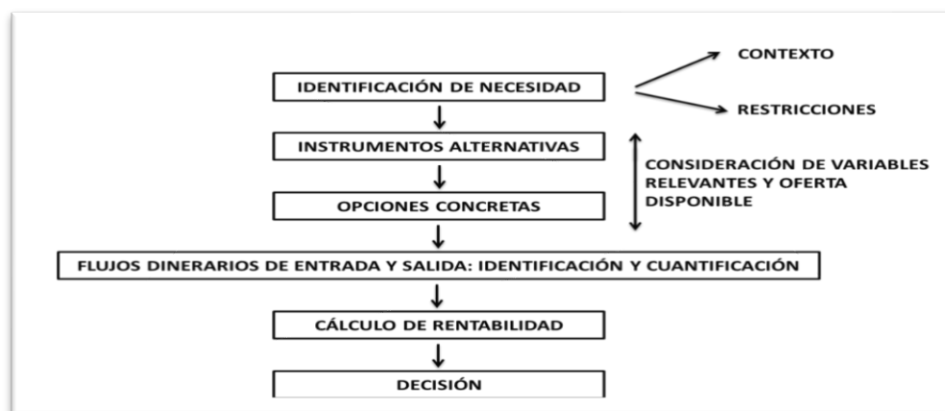 CONTEXTO
IDENTIFICACIÓN DE NECESIDAD
RESTRICCIONES
INSTRUMENTOS ALTERNATIVAS
CONSIDERACIÓN DE VARIABLES
RELEVANTES Y OFERTA
DISPONIBLE
OPCIONES CONCRETAS
FLUJOS DINERARIOS DE ENTRADA Y SALIDA: IDENTIFICACIÓN Y CUANTIFICACIÓN
CÁLCULO DE RENTABILIDAD
DECISIÓN